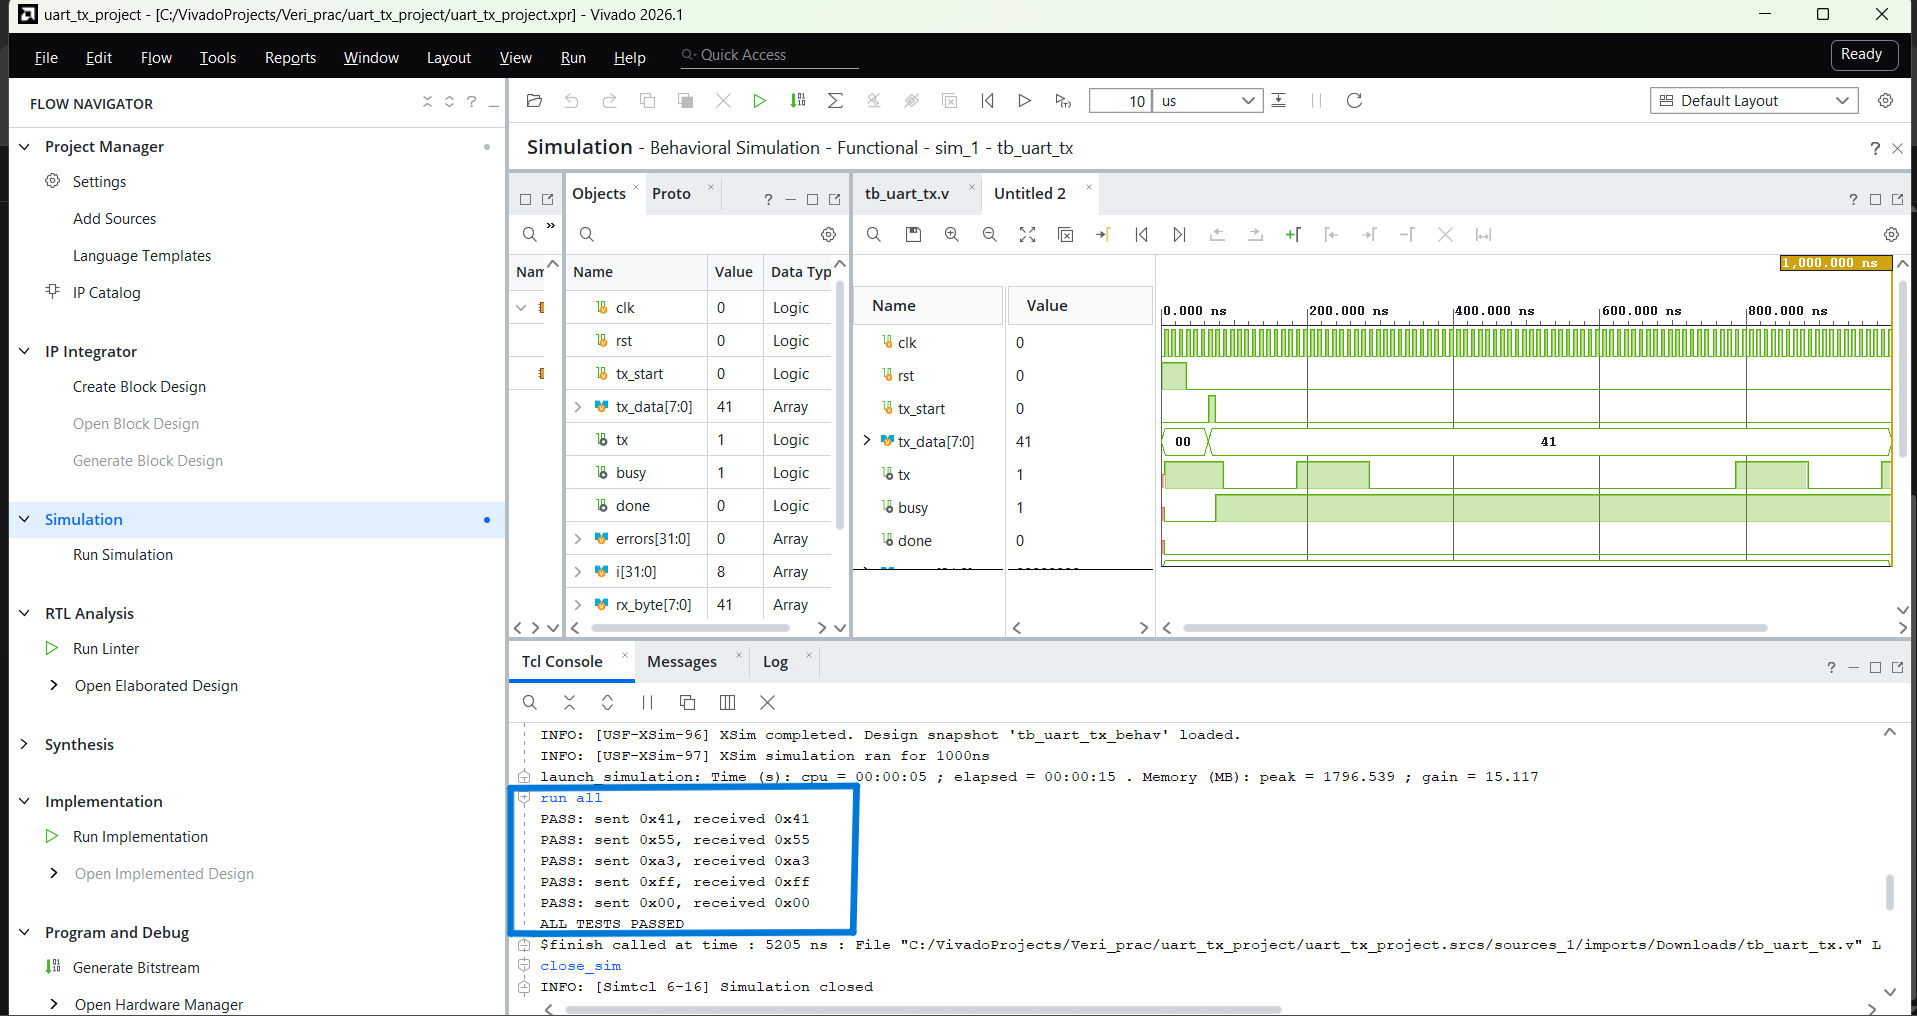 uart_tx_project - [C:/VivadoProjects/Veri_prac/uart_tx_project/uart_tx_project.xpr] - Vivado 2026.1
File Edit Flow Tools Reports Window Layout View Run Help Quick Access Ready
FLOW NAVIGATOR
10 us Default Layout
Simulation - Behavioral Simulation - Functional - sim_1 - tb_uart_tx
Project Manager
Settings
Add Sources
Language Templates
IP Catalog
IP Integrator
Create Block Design
Open Block Design
Generate Block Design
Simulation
Run Simulation
RTL Analysis
Run Linter
Open Elaborated Design
Synthesis
Implementation
Run Implementation
Open Implemented Design
Program and Debug
Generate Bitstream
Open Hardware Manager
Nam
Objects Proto
Name Value Data Typ
clk 0 Logic
rst 0 Logic
tx_start 0 Logic
tx_data[7:0] 41 Array
tx 1 Logic
busy 1 Logic
done 0 Logic
errors[31:0] 0 Array
i[31:0] 8 Array
rx_byte[7:0] 41 Array
tb_uart_tx.v Untitled 2
1,000.000 ns
Name Value
0.000 ns 200.000 ns 400.000 ns 600.000 ns 800.000 ns
clk 0
rst 0
tx_start 0
tx_data[7:0] 41 00 41
tx 1
busy 1
done 0
Tcl Console Messages Log
INFO: [USF-XSim-96] XSim completed. Design snapshot 'tb_uart_tx_behav' loaded.
INFO: [USF-XSim-97] XSim simulation ran for 1000ns
launch_simulation: Time (s): cpu = 00:00:05 ; elapsed = 00:00:15 . Memory (MB): peak = 1796.539 ; gain = 15.117
run all
PASS: sent 0x41, received 0x41
PASS: sent 0x55, received 0x55
PASS: sent 0xa3, received 0xa3
PASS: sent 0xff, received 0xff
PASS: sent 0x00, received 0x00
ALL TESTS PASSED
$finish called at time : 5205 ns : File "C:/VivadoProjects/Veri_prac/uart_tx_project/uart_tx_project.srcs/sources_1/imports/Downloads/tb_uart_tx.v" L
close_sim
INFO: [Simtcl 6-16] Simulation closed